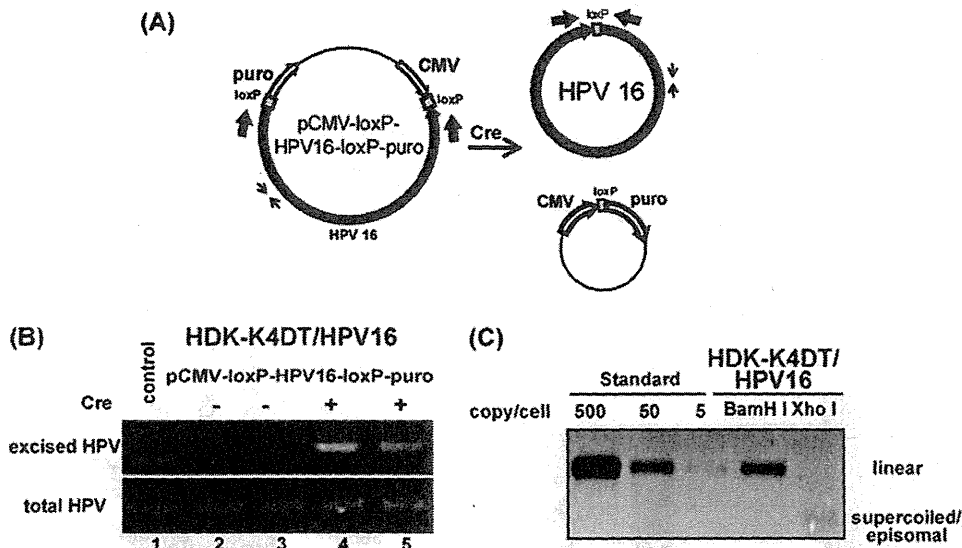 (A)
puro
CMV
loxP
loxP
pCMV-loxP-
HPV16-loxP-puro
HPV 16
Cre
loxP
HPV 16
CMV
loxP
puro
(B)
control
HDK-K4DT/HPV16
pCMV-loxP-HPV16-loxP-puro
Cre
- - + +
excised HPV
total HPV
1 2 3 4 5
(C)
HDK-K4DT/
HPV16
Standard
copy/cell 500 50 5 BamH I Xho I
linear
supercoiled/
episomal